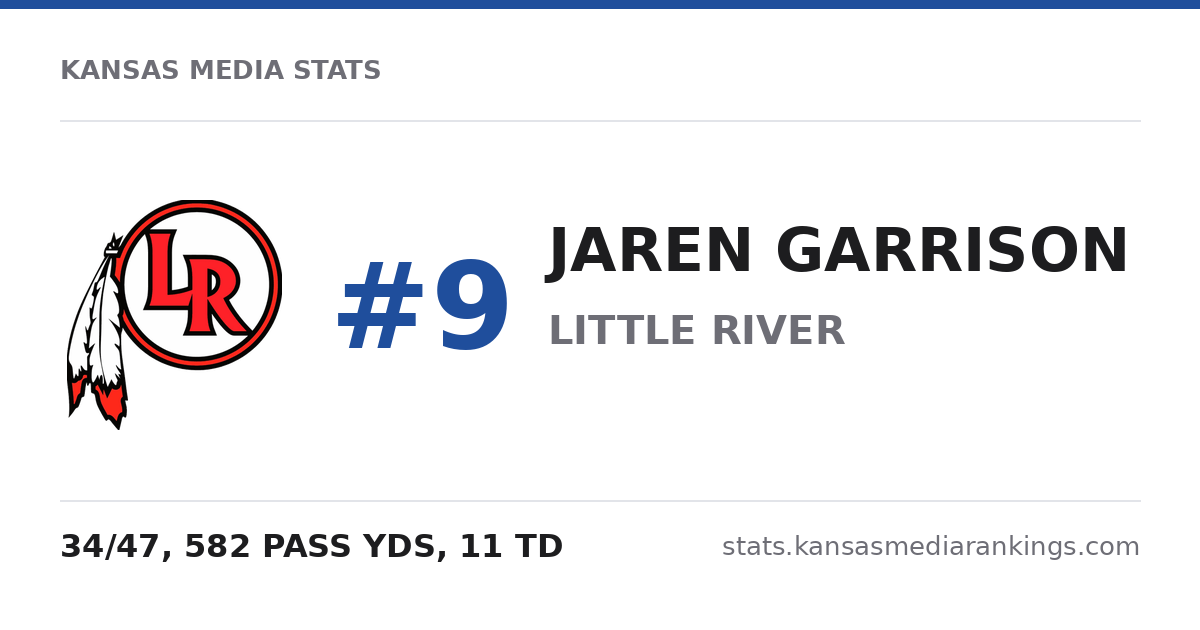 KANSAS MEDIA STATS
LR
#9
JAREN GARRISON
LITTLE RIVER
34/47, 582 PASS YDS, 11 TD
stats.kansasmediarankings.com